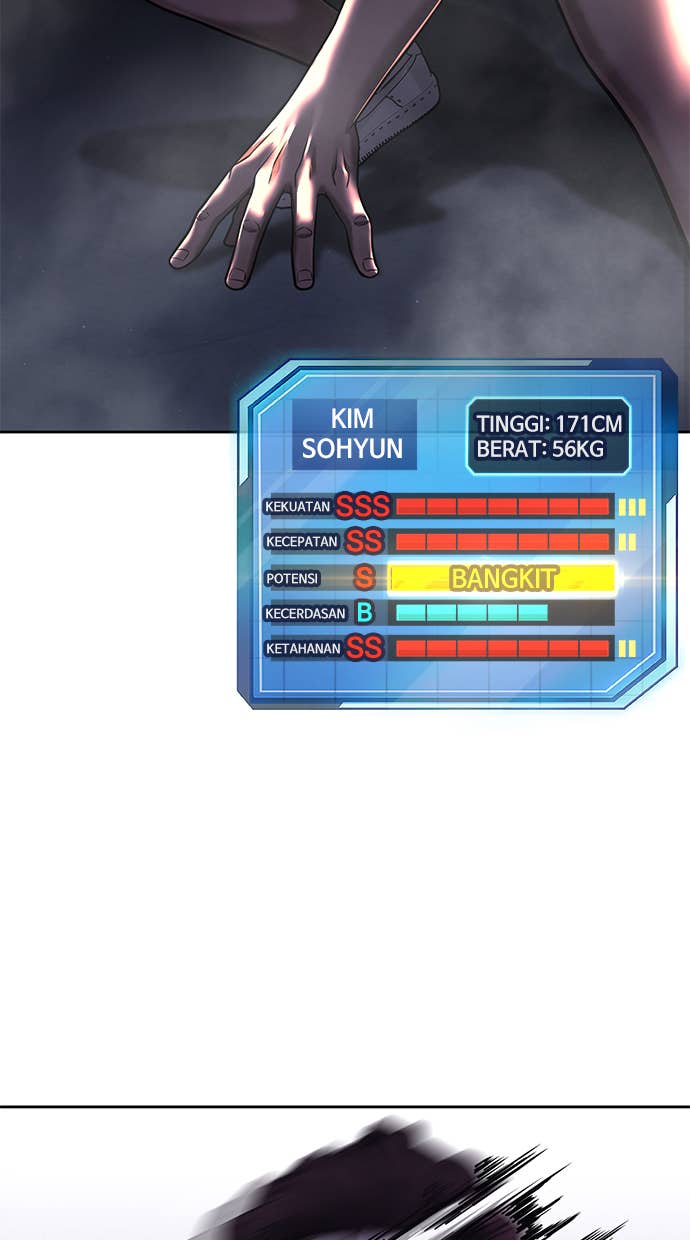 KIM
SOHYUN
TINGGI: 171CM
BERAT: 56KG
KEKUATAN SSS
KECEPATAN SS
POTENSI S BANGKIT
KECERDASAN B
KETAHANAN SS